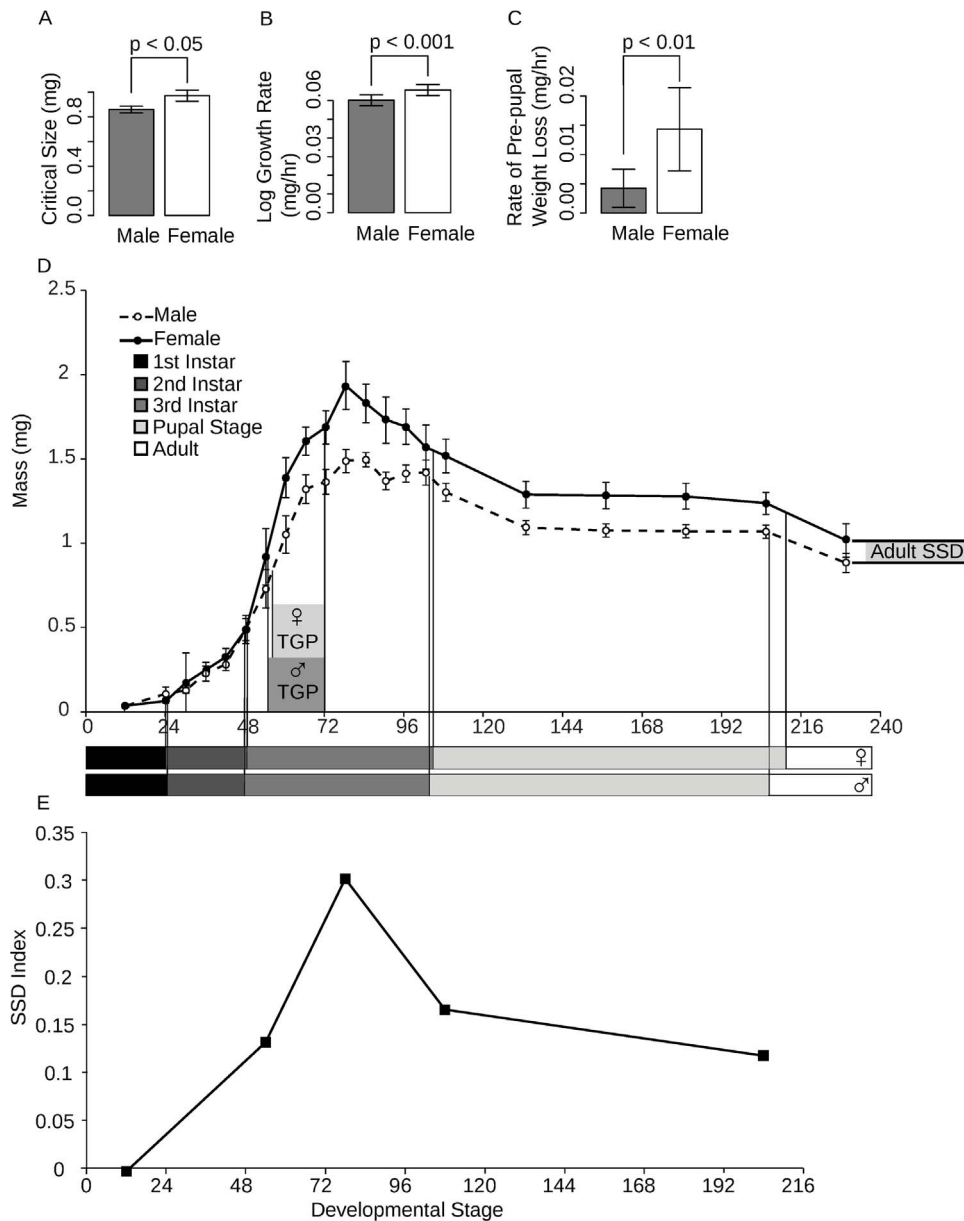 A
p < 0.05
Critical Size (mg)
0.0
0.8
Male Female
B
p < 0.001
Log Growth Rate
(mg/hr)
0.00
0.03
0.06
Male Female
C
p < 0.01
Rate of Pre-pupal
Weight Loss (mg/hr)
0.00
0.01
0.02
Male Female
D
Mass (mg)
2.5
2
1.5
1
0.5
0
Male
Female
1st Instar
2nd Instar
3rd Instar
Pupal Stage
Adult
♀
TGP
♂
TGP
Adult SSD
0 24 48 72 96 120 144 168 192 216 240
♀
♂
E
SSD Index
0.35
0.3
0.25
0.2
0.15
0.1
0.05
0
0 24 48 72 96 120 144 168 192 216
Developmental Stage